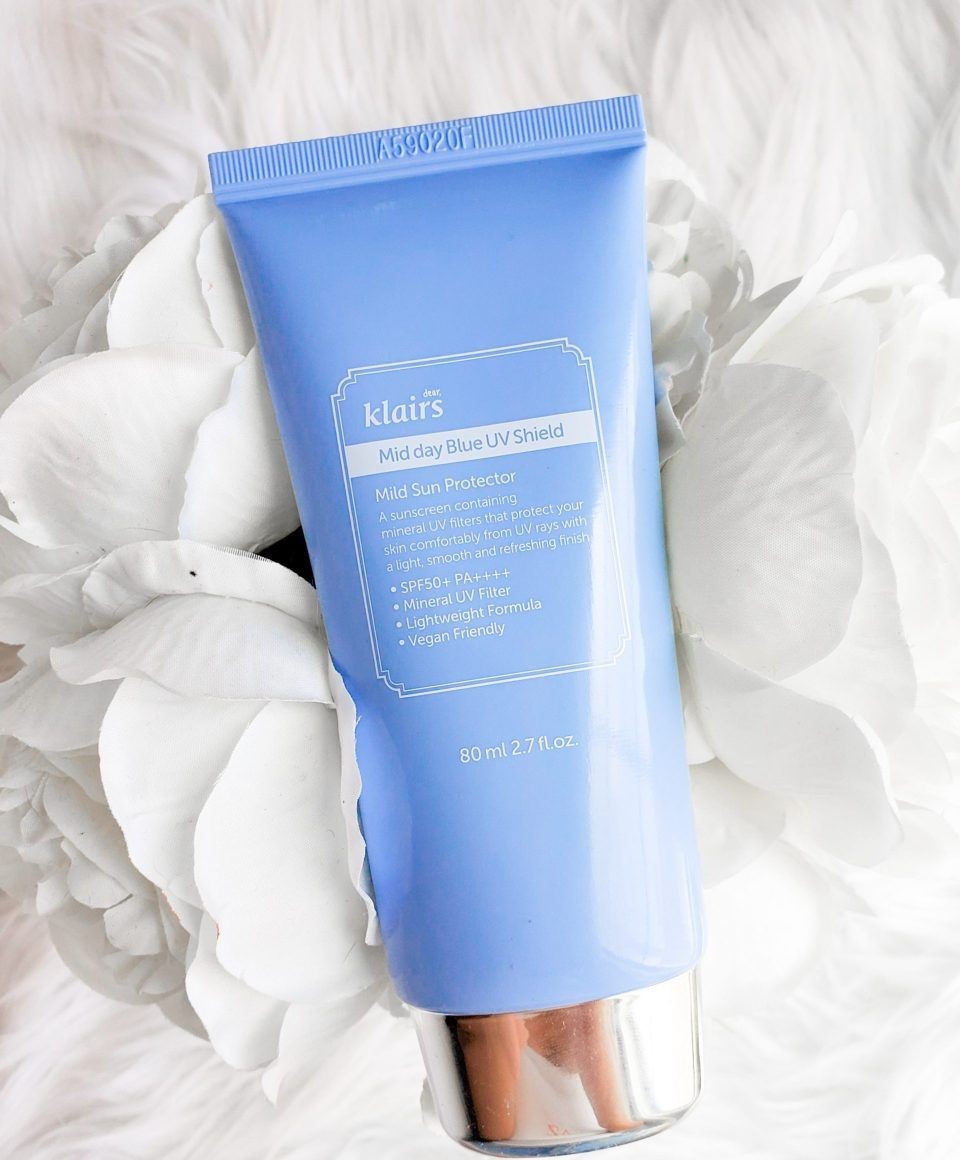 A59020F
dear,
klairs
Mid day Blue UV Shield
Mild Sun Protector
A sunscreen containing
mineral UV filters that protect your
skin comfortably from UV rays with
a light, smooth and refreshing finish
• SPF50+ PA++++
• Mineral UV Filter
• Lightweight Formula
• Vegan Friendly
80 ml 2.7 fl.oz.